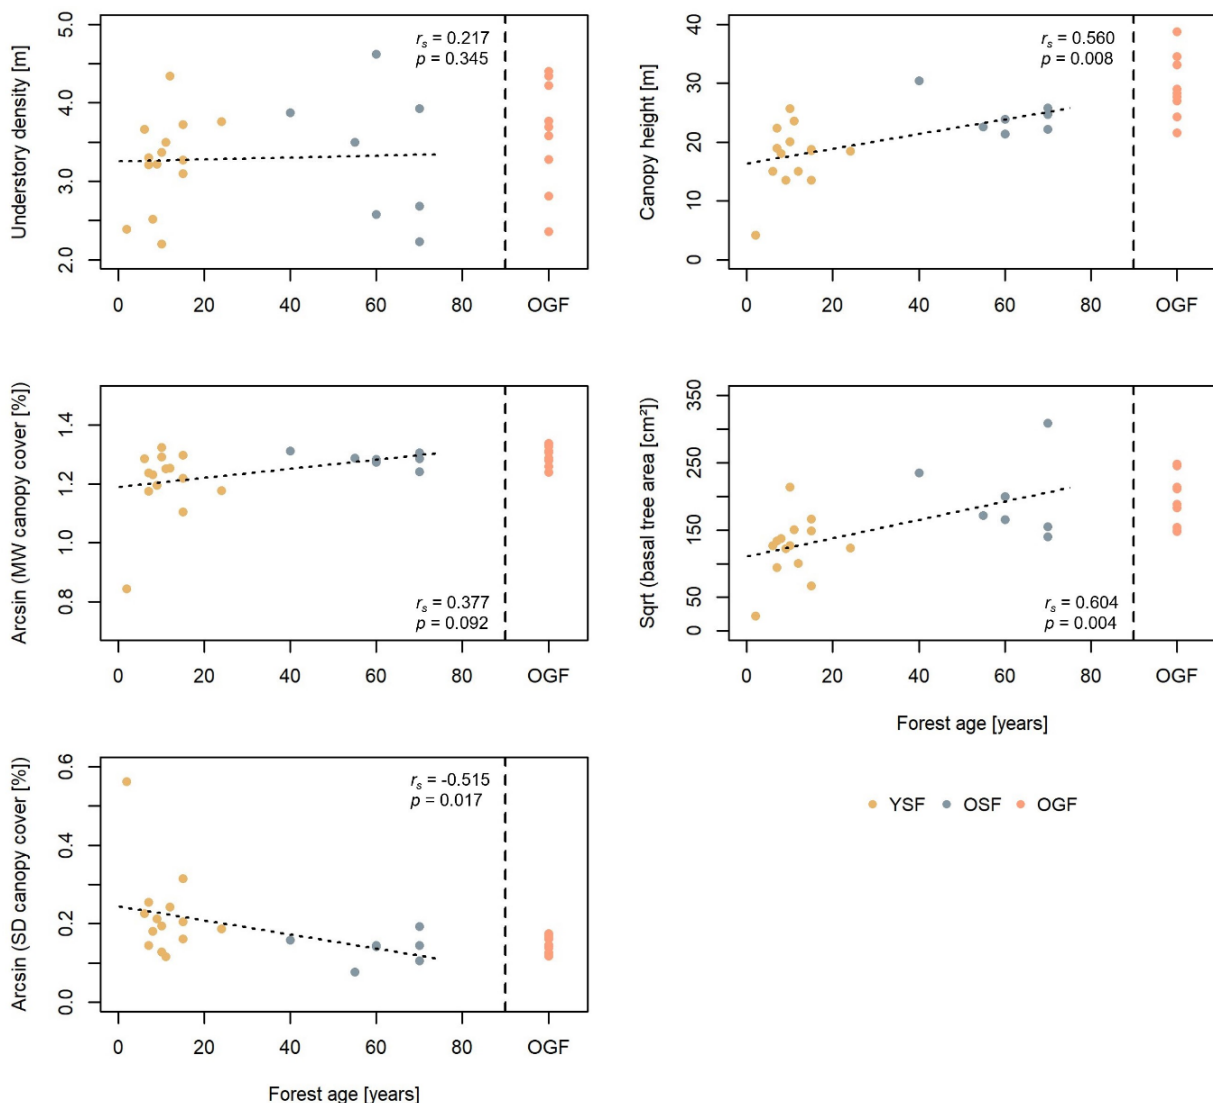 Understory density [m]
5.0
4.0
3.0
2.0
rs = 0.217
p = 0.345
0 20 40 60 80 OGF
Canopy height [m]
40
30
20
10
0
rs = 0.560
p = 0.008
0 20 40 60 80 OGF
Arcsin (MW canopy cover [%])
1.4
1.2
1.0
0.8
rs = 0.377
p = 0.092
0 20 40 60 80 OGF
Sqrt (basal tree area [cm²])
350
250
150
50
0
rs = 0.604
p = 0.004
0 20 40 60 80 OGF
Forest age [years]
Arcsin (SD canopy cover [%])
0.6
0.4
0.2
0.0
rs = -0.515
p = 0.017
0 20 40 60 80 OGF
Forest age [years]
YSF OSF OGF